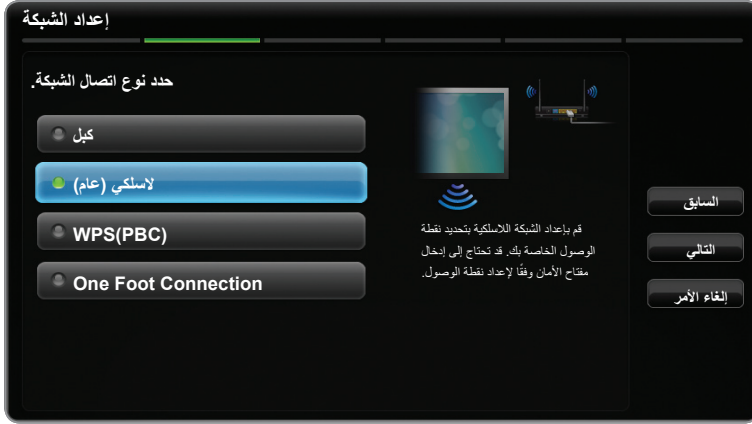 إعداد الشبكة
حدد نوع اتصال الشبكة.
كبل
لاسلكي (عام)
WPS(PBC)
One Foot Connection
قم بإعداد الشبكة اللاسلكية بتحديد نقطة
الوصول الخاصة بك. قد تحتاج إلى إدخال
مفتاح الأمان وفقًا لإعداد نقطة الوصول.
السابق
التالي
إلغاء الأمر